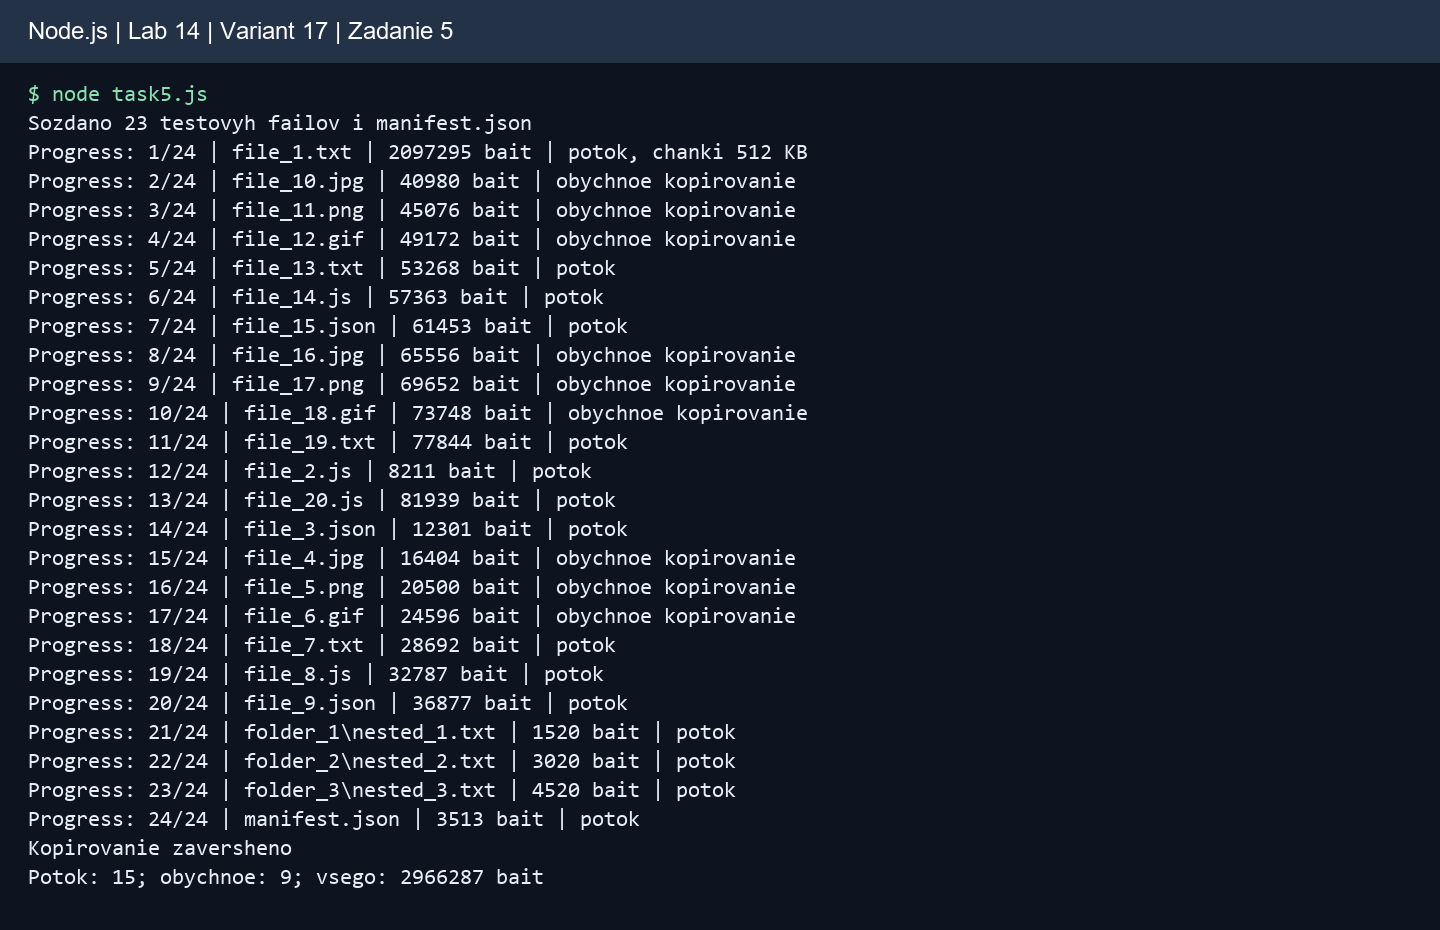 Node.js | Lab 14 | Variant 17 | Zadanie 5
$ node task5.js
Sozdano 23 testovyh failov i manifest.json
Progress: 1/24 | file_1.txt | 2097295 bait | potok, chanki 512 KB
Progress: 2/24 | file_10.jpg | 40980 bait | obychnoe kopirovanie
Progress: 3/24 | file_11.png | 45076 bait | obychnoe kopirovanie
Progress: 4/24 | file_12.gif | 49172 bait | obychnoe kopirovanie
Progress: 5/24 | file_13.txt | 53268 bait | potok
Progress: 6/24 | file_14.js | 57363 bait | potok
Progress: 7/24 | file_15.json | 61453 bait | potok
Progress: 8/24 | file_16.jpg | 65556 bait | obychnoe kopirovanie
Progress: 9/24 | file_17.png | 69652 bait | obychnoe kopirovanie
Progress: 10/24 | file_18.gif | 73748 bait | obychnoe kopirovanie
Progress: 11/24 | file_19.txt | 77844 bait | potok
Progress: 12/24 | file_2.js | 8211 bait | potok
Progress: 13/24 | file_20.js | 81939 bait | potok
Progress: 14/24 | file_3.json | 12301 bait | potok
Progress: 15/24 | file_4.jpg | 16404 bait | obychnoe kopirovanie
Progress: 16/24 | file_5.png | 20500 bait | obychnoe kopirovanie
Progress: 17/24 | file_6.gif | 24596 bait | obychnoe kopirovanie
Progress: 18/24 | file_7.txt | 28692 bait | potok
Progress: 19/24 | file_8.js | 32787 bait | potok
Progress: 20/24 | file_9.json | 36877 bait | potok
Progress: 21/24 | folder_1\nested_1.txt | 1520 bait | potok
Progress: 22/24 | folder_2\nested_2.txt | 3020 bait | potok
Progress: 23/24 | folder_3\nested_3.txt | 4520 bait | potok
Progress: 24/24 | manifest.json | 3513 bait | potok
Kopirovanie zaversheno
Potok: 15; obychnoe: 9; vsego: 2966287 bait